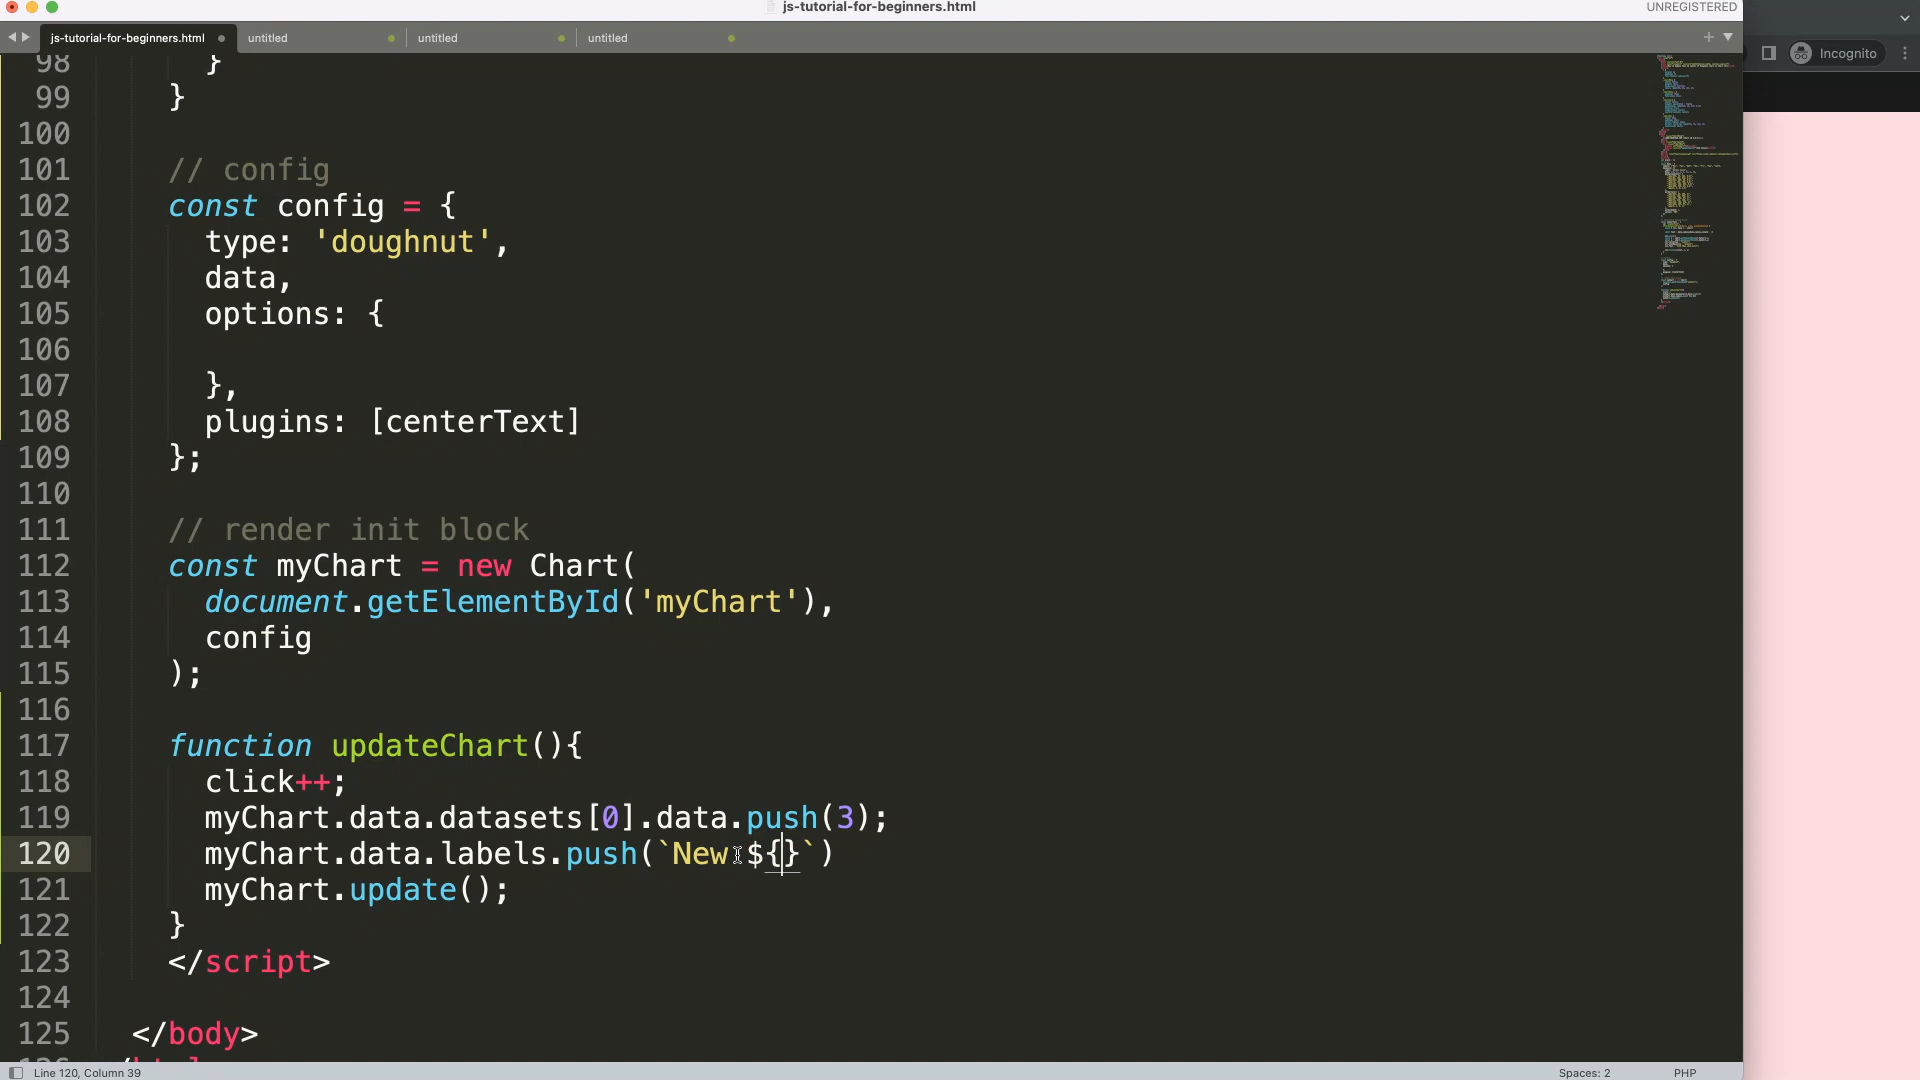 js-tutorial-for-beginners.html
UNREGISTERED
js-tutorial-for-beginners.html
untitled
untitled
untitled
Incognito
98 }
99 }
100
101 // config
102 const config = {
103 type: 'doughnut',
104 data,
105 options: {
106
107 },
108 plugins: [centerText]
109 };
110
111 // render init block
112 const myChart = new Chart(
113 document.getElementById('myChart'),
114 config
115 );
116
117 function updateChart(){
118 click++;
119 myChart.data.datasets[0].data.push(3);
120 myChart.data.labels.push(`New ${}`)
121 myChart.update();
122 }
123 </script>
124
125 </body>
Line 120, Column 39
Spaces: 2
PHP